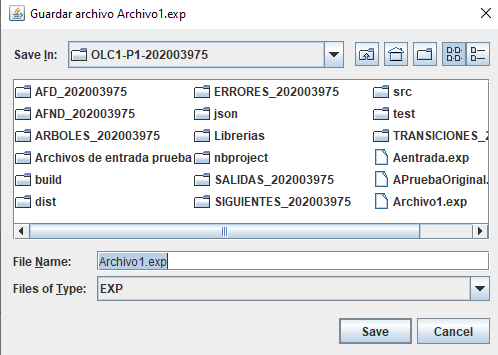 Guardar archivo Archivo1.exp
Save In: OLC1-P1-202003975
AFD_202003975 ERRORES_202003975 src
AFND_202003975 json test
ARBOLES_202003975 Librerias TRANSICIONES_2
Archivos de entrada prueba nbproject Aentrada.exp
build SALIDAS_202003975 APruebaOriginal.
dist SIGUIENTES_202003975 Archivo1.exp
File Name: Archivo1.exp
Files of Type: EXP
Save Cancel